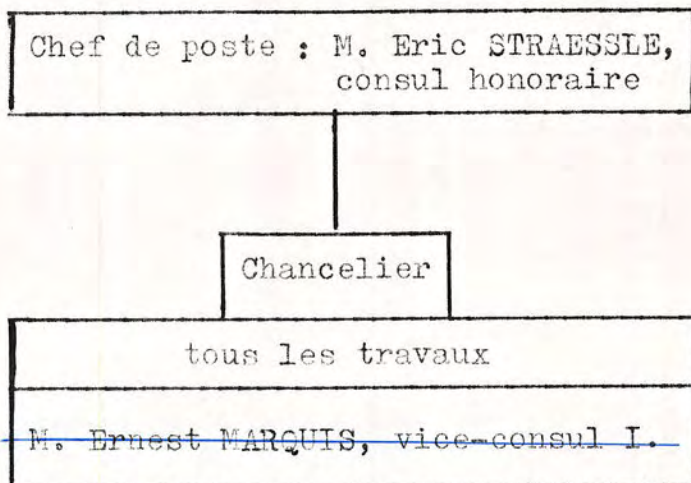 Chef de poste : M. Eric STRAESSLE,
consul honoraire
Chancelier
tous les travaux
M. Ernest MARQUIS, vice-consul I.